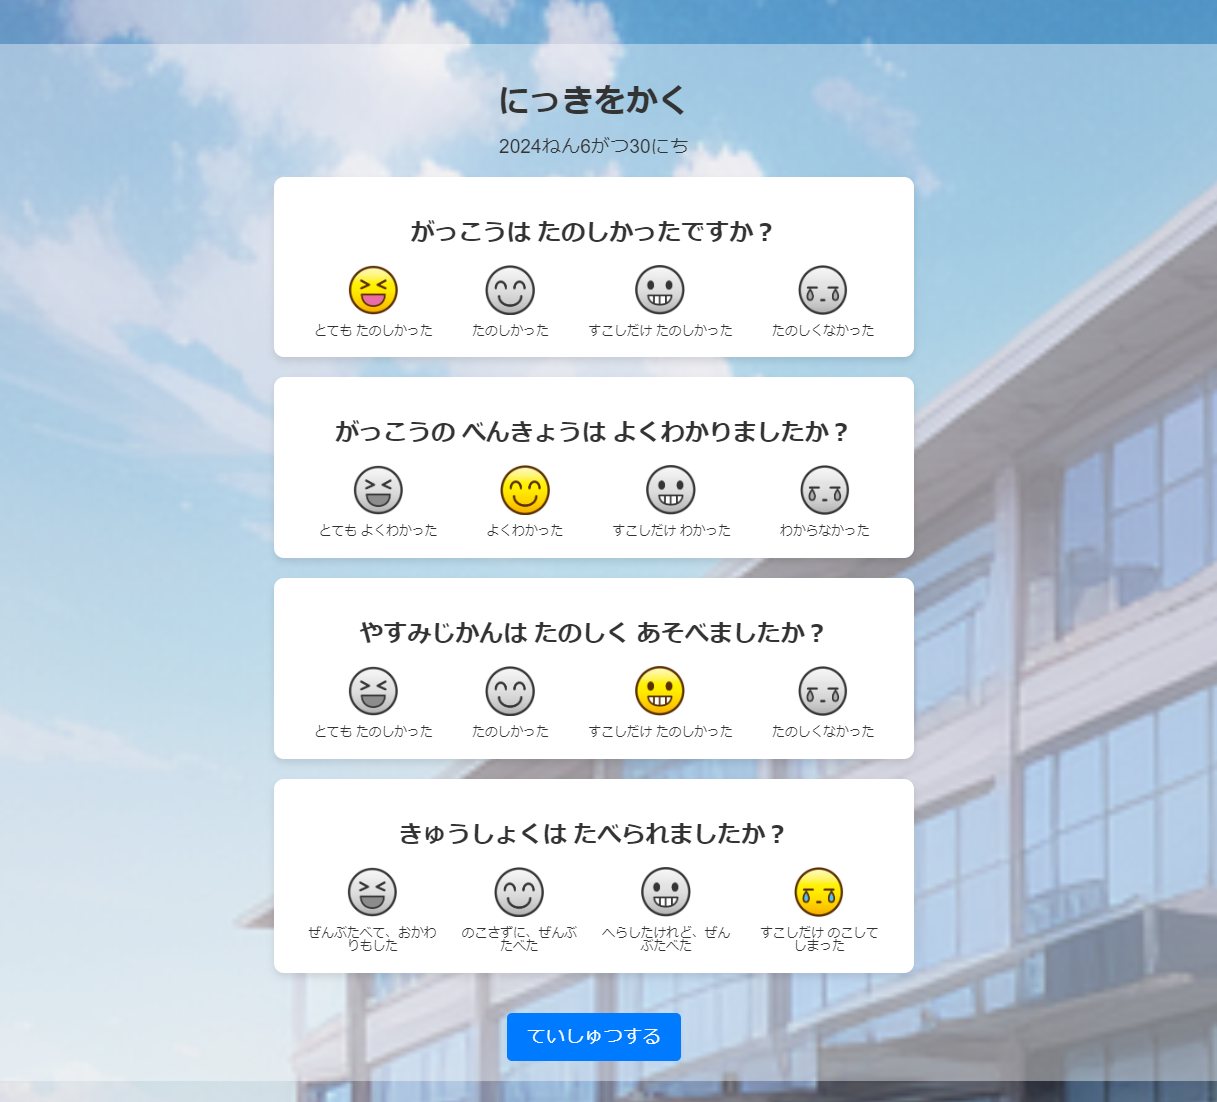 にっきをかく
2024ねん6がつ30にち
がっこうは たのしかったですか？
とても たのしかった
たのしかった
すこしだけ たのしかった
たのしくなかった
がっこうの べんきょうは よくわかりましたか？
とても よくわかった
よくわかった
すこしだけ わかった
わからなかった
やすみじかんは たのしく あそべましたか？
とても たのしかった
たのしかった
すこしだけ たのしかった
たのしくなかった
きゅうしょくは たべられましたか？
ぜんぶたべて、おかわ
りもした
のこさずに、ぜんぶ
たべた
へらしたけれど、ぜん
ぶたべた
すこしだけ のこして
しまった
ていしゅつする